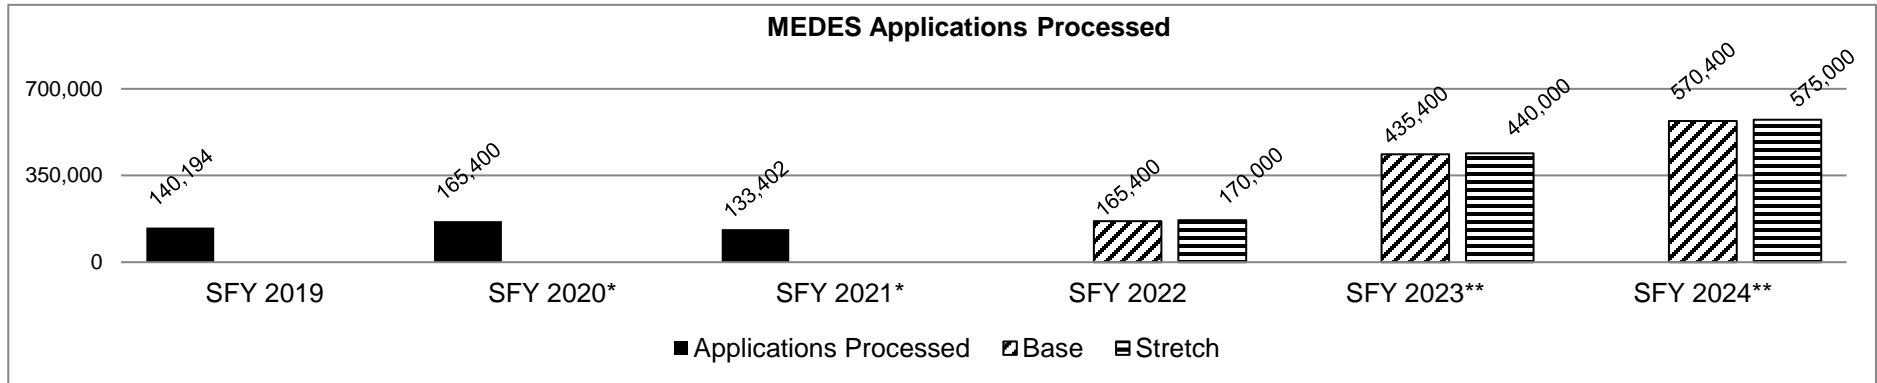 MEDES Applications Processed
700,000
350,000
0
140,194
165,400
133,402
165,400
170,000
435,400
440,000
570,400
575,000
SFY 2019
SFY 2020*
SFY 2021*
SFY 2022
SFY 2023**
SFY 2024**
Applications Processed
Base
Stretch